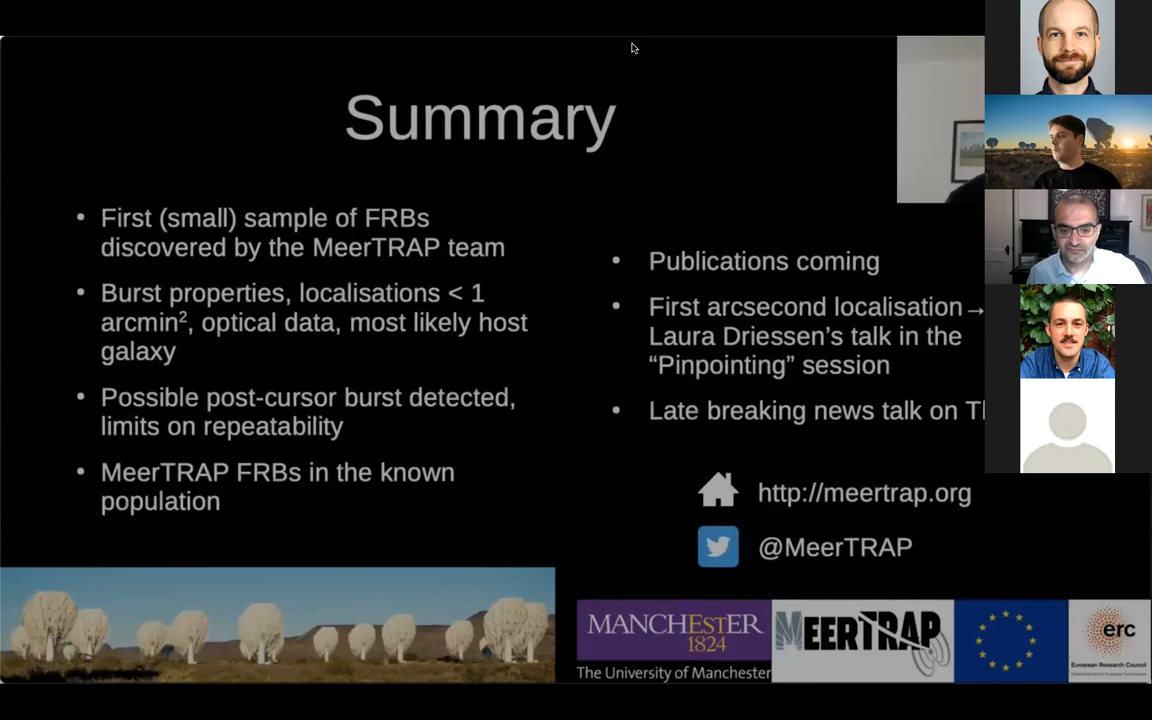 Summary
• First (small) sample of FRBs
discovered by the MeerTRAP team
• Burst properties, localisations < 1
arcmin², optical data, most likely host
galaxy
• Possible post-cursor burst detected,
limits on repeatability
• MeerTRAP FRBs in the known
population
• Publications coming
• First arcsecond localisation→
Laura Driessen’s talk in the
“Pinpointing” session
• Late breaking news talk on
http://meertrap.org
@MeerTRAP
MANCHESTER
1824
The University of Manchester
MEERTRAP
erc
European Research Council